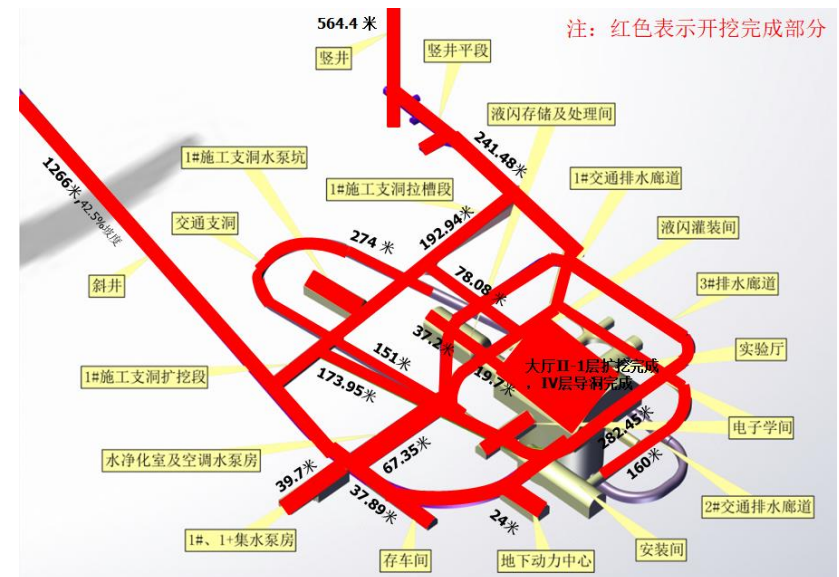 564.4 米
注：红色表示开挖完成部分
竖井
竖井平段
液闪存储及处理间
241.48米
1#施工支洞水泵坑
1#交通排水廊道
1266米,42.5%坡度
1#施工支洞拉槽段
交通支洞
192.94米
液闪灌装间
274 米
78.08米
3#排水廊道
斜井
37.2米
实验厅
151米
大厅II-1层扩挖完成
，IV层导洞完成
1#施工支洞扩挖段
173.95米
19.7米
电子学间
282.45米
水净化室及空调水泵房
67.35米
160米
39.7米
37.89米
2#交通排水廊道
24米
1#、1+集水泵房
存车间
地下动力中心
安装间